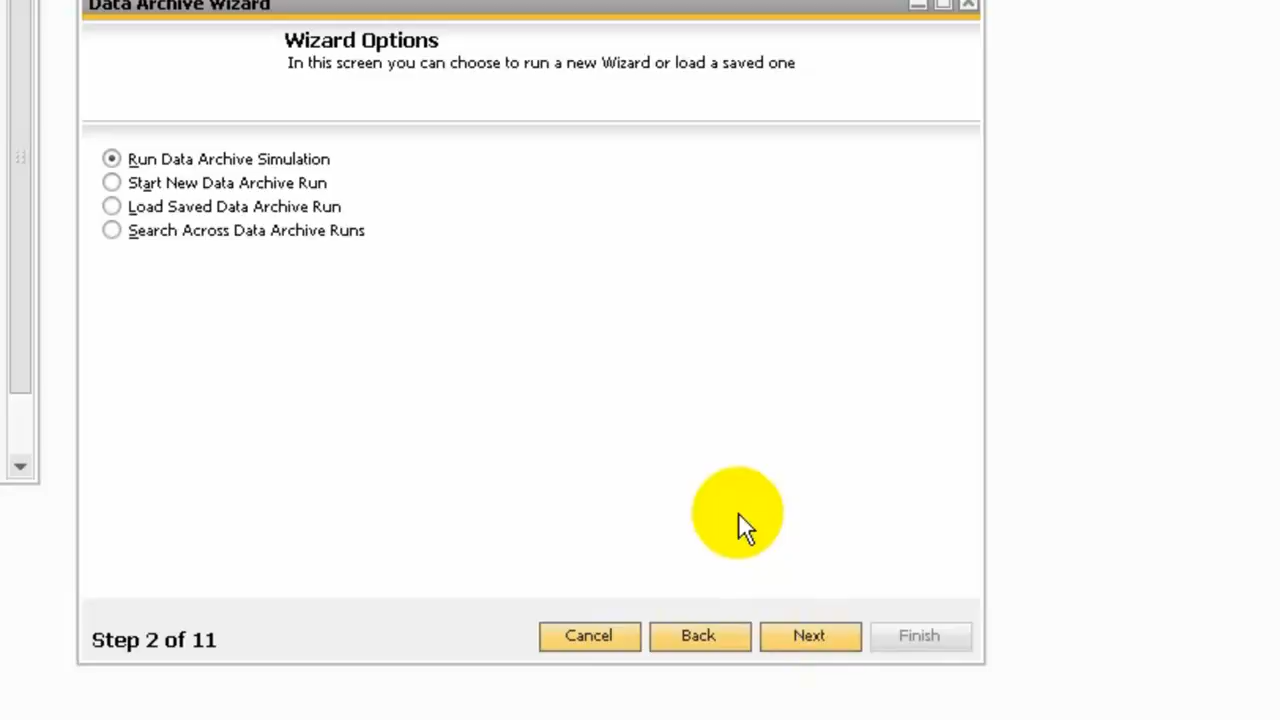 Data Archive Wizard
Wizard Options
In this screen you can choose to run a new Wizard or load a saved one
Run Data Archive Simulation
Start New Data Archive Run
Load Saved Data Archive Run
Search Across Data Archive Runs
Step 2 of 11
Cancel
Back
Next
Finish